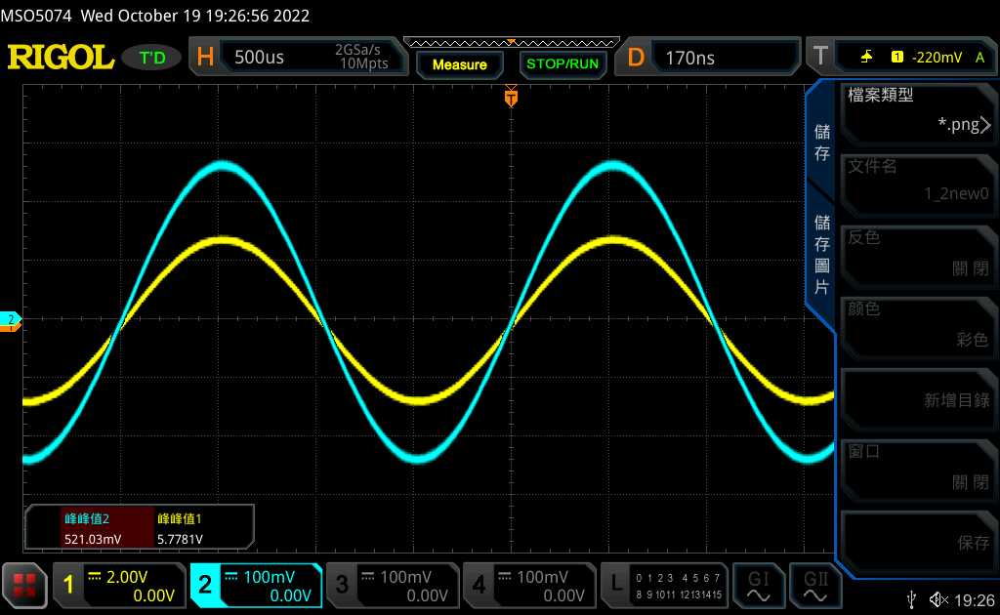 MSO5074 Wed October 19 19:26:56 2022
RIGOL T'D H 500us 2GSa/s 10Mpts Measure STOP/RUN D 170ns T 1 -220mV A
T
檔案類型
*.png
儲存
文件名
1_2new0
儲存圖片
反色
關閉
顏色
彩色
2
1
新增目錄
窗口
關閉
峰峰值2 峰峰值1
521.03mV 5.7781V
保存
1 2.00V 0.00V
2 100mV 0.00V
3 100mV 0.00V
4 100mV 0.00V
L 0 1 2 3 4 5 6 7
8 9 10 11 12 13 14 15
GI GII
19:26